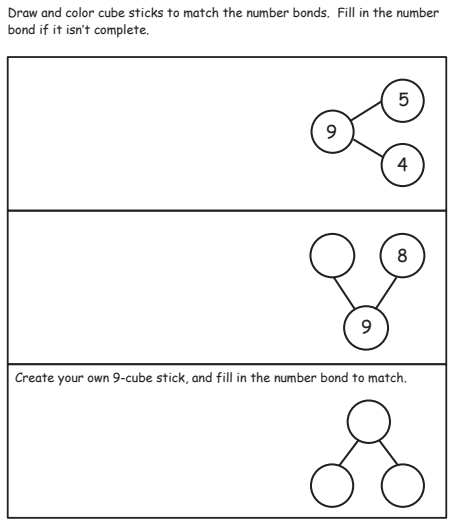 Draw and color cube sticks to match the number bonds.  Fill in the number
bond if it isn't complete.
5
9
4
8
9
Create your own 9-cube stick, and fill in the number bond to match.